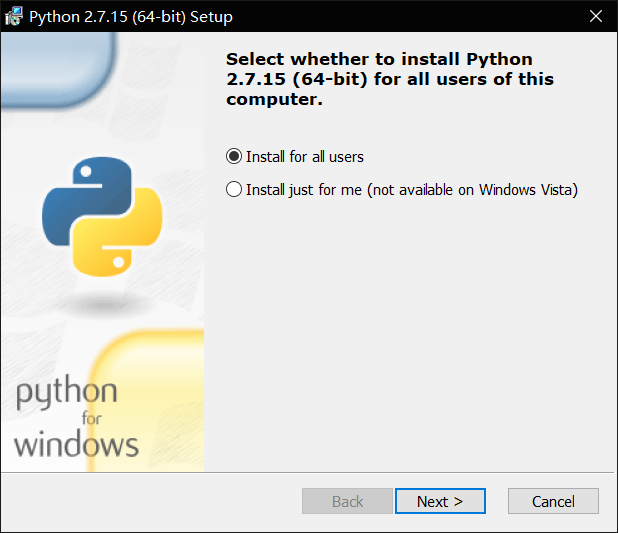 Python 2.7.15 (64-bit) Setup
Select whether to install Python
2.7.15 (64-bit) for all users of this
computer.
Install for all users
Install just for me (not available on Windows Vista)
python
for
windows
Back
Next >
Cancel